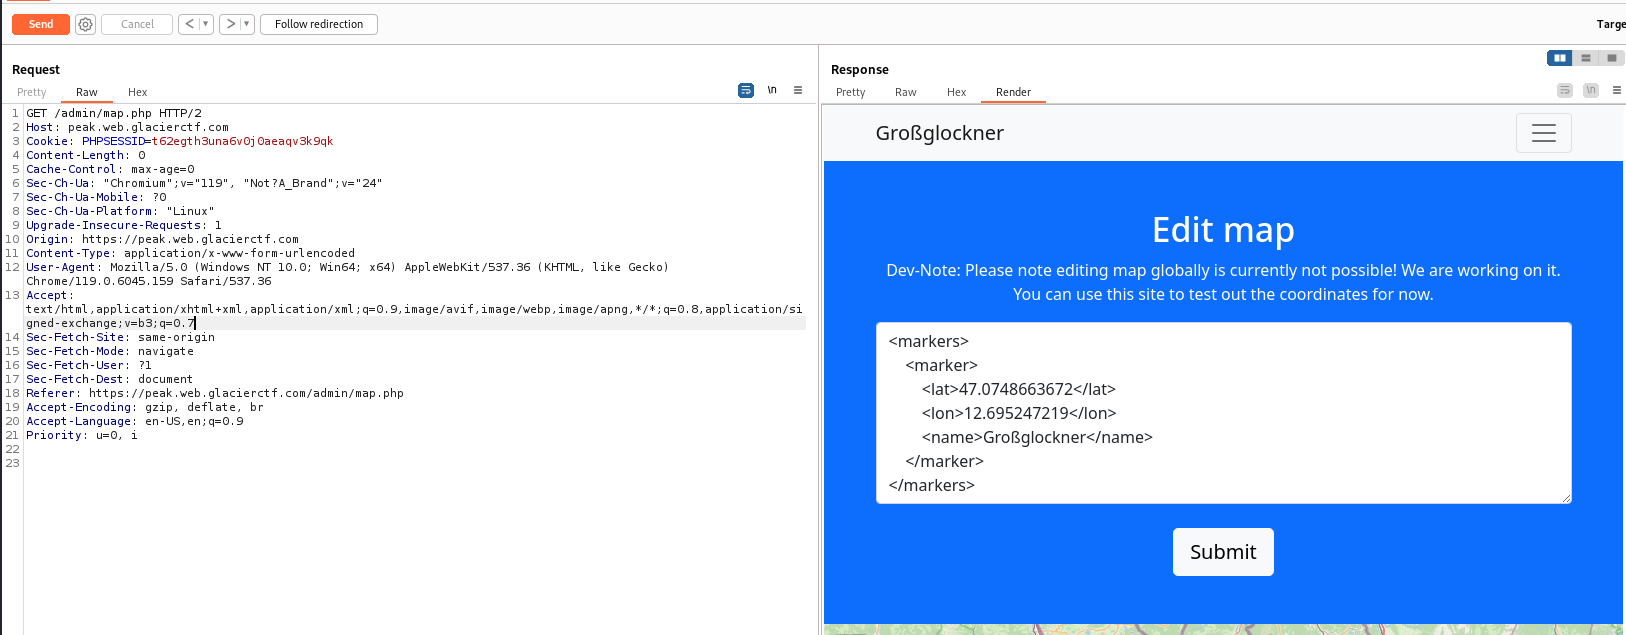 Send
Cancel
<
>
Follow redirection
Targe
Request
Response
Pretty Raw Hex
\n
Pretty Raw Hex Render
\n
1 GET /admin/map.php HTTP/2
2 Host: peak.web.glacierctf.com
3 Cookie: PHPSESSID=t62egth3una6v0j0aeaqv3k9qk
4 Content-Length: 0
5 Cache-Control: max-age=0
6 Sec-Ch-Ua: "Chromium";v="119", "Not?A_Brand";v="24"
7 Sec-Ch-Ua-Mobile: ?0
8 Sec-Ch-Ua-Platform: "Linux"
9 Upgrade-Insecure-Requests: 1
10 Origin: https://peak.web.glacierctf.com
11 Content-Type: application/x-www-form-urlencoded
12 User-Agent: Mozilla/5.0 (Windows NT 10.0; Win64; x64) AppleWebKit/537.36 (KHTML, like Gecko)
Chrome/119.0.6045.159 Safari/537.36
13 Accept:
text/html,application/xhtml+xml,application/xml;q=0.9,image/avif,image/webp,image/apng,*/*;q=0.8,application/si
gned-exchange;v=b3;q=0.7
14 Sec-Fetch-Site: same-origin
15 Sec-Fetch-Mode: navigate
16 Sec-Fetch-User: ?1
17 Sec-Fetch-Dest: document
18 Referer: https://peak.web.glacierctf.com/admin/map.php
19 Accept-Encoding: gzip, deflate, br
20 Accept-Language: en-US,en;q=0.9
21 Priority: u=0, i
22
23
Großglockner
Edit map
Dev-Note: Please note editing map globally is currently not possible! We are working on it.
You can use this site to test out the coordinates for now.
<markers>
<marker>
<lat>47.0748663672</lat>
<lon>12.695247219</lon>
<name>Großglockner</name>
</marker>
</markers>
Submit